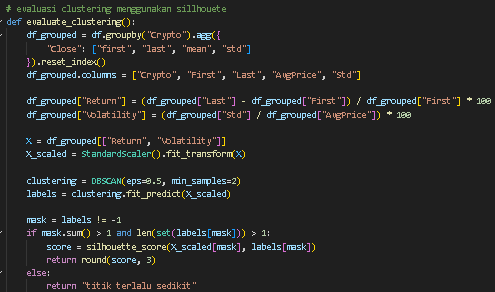 # evaluasi clustering menggunakan sillhouete
def evaluate_clustering():
    df_grouped = df.groupby("Crypto").agg({
        "Close": ["first", "last", "mean", "std"]
    }).reset_index()
    df_grouped.columns = ["Crypto", "First", "Last", "AvgPrice", "Std"]
    df_grouped["Return"] = (df_grouped["Last"] - df_grouped["First"]) / df_grouped["First"] * 100
    df_grouped["Volatility"] = (df_grouped["Std"] / df_grouped["AvgPrice"]) * 100
    X = df_grouped[["Return", "Volatility"]]
    X_scaled = StandardScaler().fit_transform(X)
    clustering = DBSCAN(eps=0.5, min_samples=2)
    labels = clustering.fit_predict(X_scaled)
    mask = labels != -1
    if mask.sum() > 1 and len(set(labels[mask])) > 1:
        score = silhouette_score(X_scaled[mask], labels[mask])
        return round(score, 3)
    else:
        return "titik terlalu sedikit"